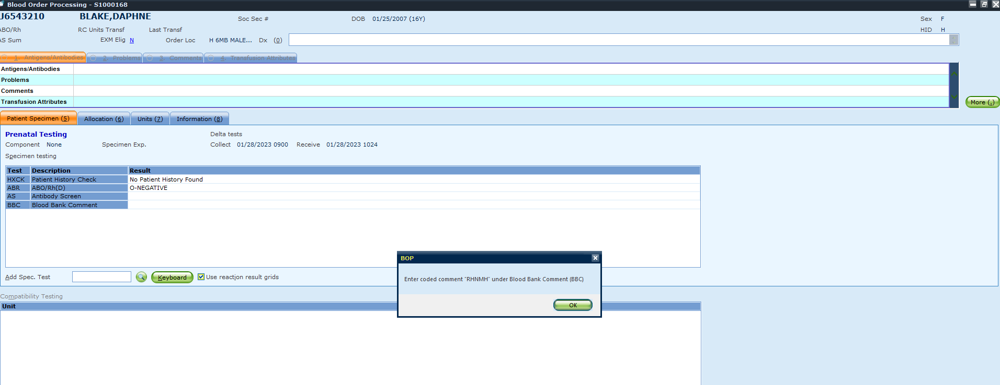 Blood Order Processing - S1000168
J6543210 BLAKE,DAPHNE Soc Sec # DOB 01/25/2007 (16Y) Sex F
ABO/Rh RC Units Transf Last Transf HID H
AS Sum EXM Elig N Order Loc H 6MB MALE... Dx (0)
1. Antigens/Antibodies 2. Problems 3. Comments 4. Transfusion Attributes
Antigens/Antibodies
Problems
Comments
Transfusion Attributes
More (.)
Patient Specimen (5) Allocation (6) Units (7) Information (8)
Prenatal Testing Delta tests
Component None Specimen Exp. Collect 01/28/2023 0900 Receive 01/28/2023 1024
Specimen testing
Test Description Result
HXCK Patient History Check No Patient History Found
ABR ABO/Rh(D) O-NEGATIVE
AS Antibody Screen
BBC Blood Bank Comment
BOP
Enter coded comment “RHNMH” under Blood Bank Comment (BBC)
OK
Add Spec. Test Keyboard Use reaction result grids
Compatibility Testing
Unit